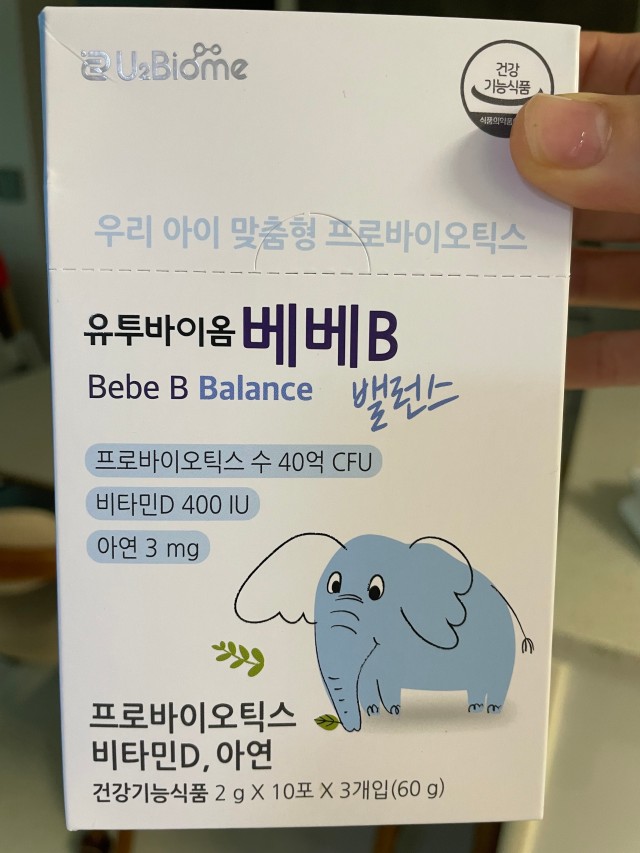 U2Biome
건강
기능식품
우리 아이 맞춤형 프로바이오틱스
유투바이옴 베베B
Bebe B Balance 밸런스
프로바이오틱스 수 40억 CFU
비타민D 400 IU
아연 3 mg
프로바이오틱스
비타민D, 아연
건강기능식품 2 g X 10포 X 3개입(60 g)